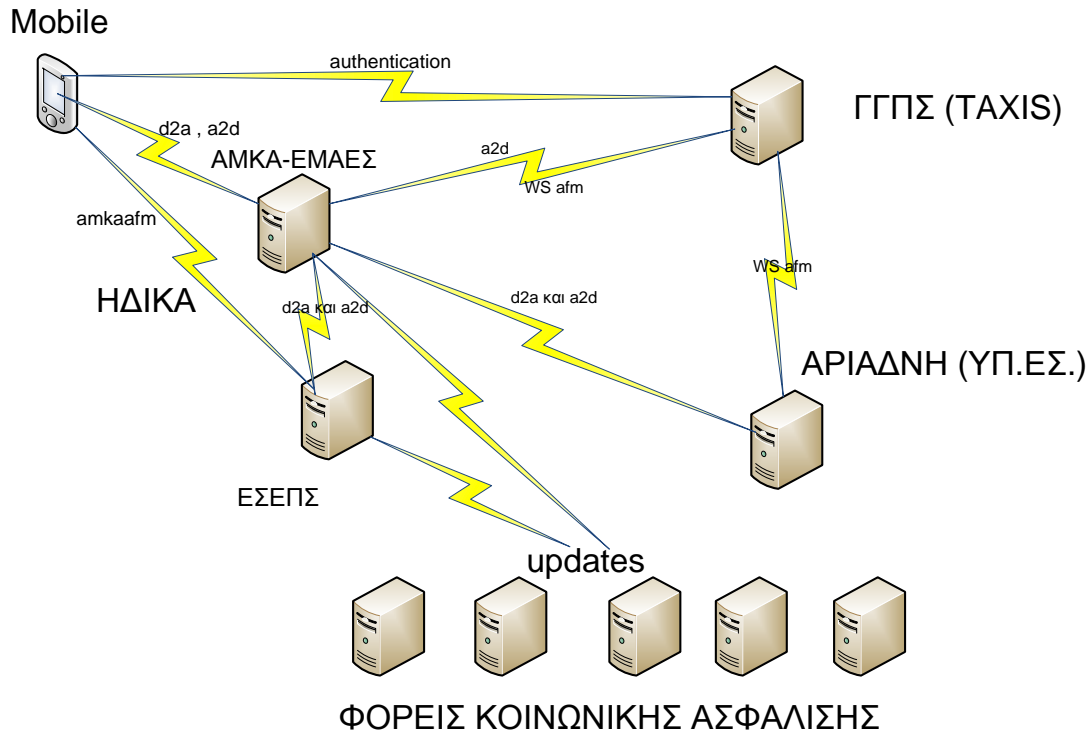 Mobile
authentication
ΓΓΠΣ (TAXIS)
d2a , a2d
a2d
ΑΜΚΑ-ΕΜΑΕΣ
WS afm
amkaafm
WS afm
ΗΔΙΚΑ
d2a και a2d
d2a και a2d
ΑΡΙΑΔΝΗ (ΥΠ.ΕΣ.)
ΕΣΕΠΣ
updates
ΦΟΡΕΙΣ ΚΟΙΝΩΝΙΚΗΣ ΑΣΦΑΛΙΣΗΣ